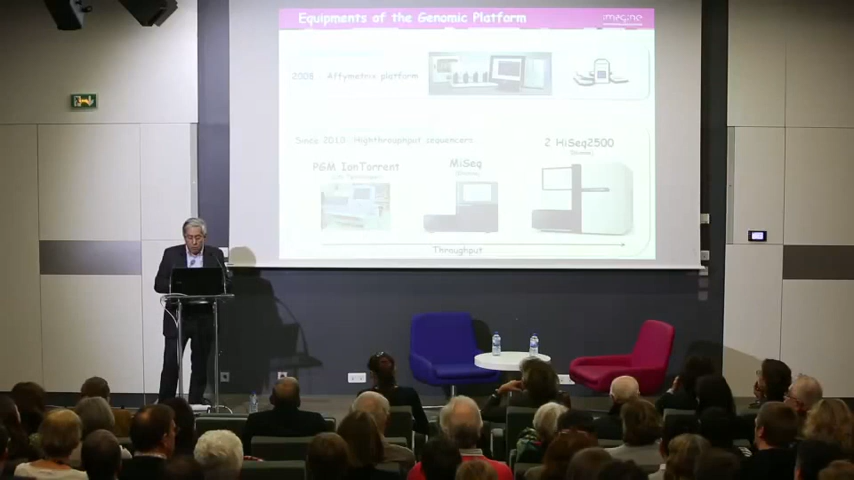 Equipments of the Genomic Platform
imagine
2008 Affymetrix platform
Since 2010 Highthroughput sequencers
PGM IonTorrent
MiSeq
2 HiSeq2500
Throughput